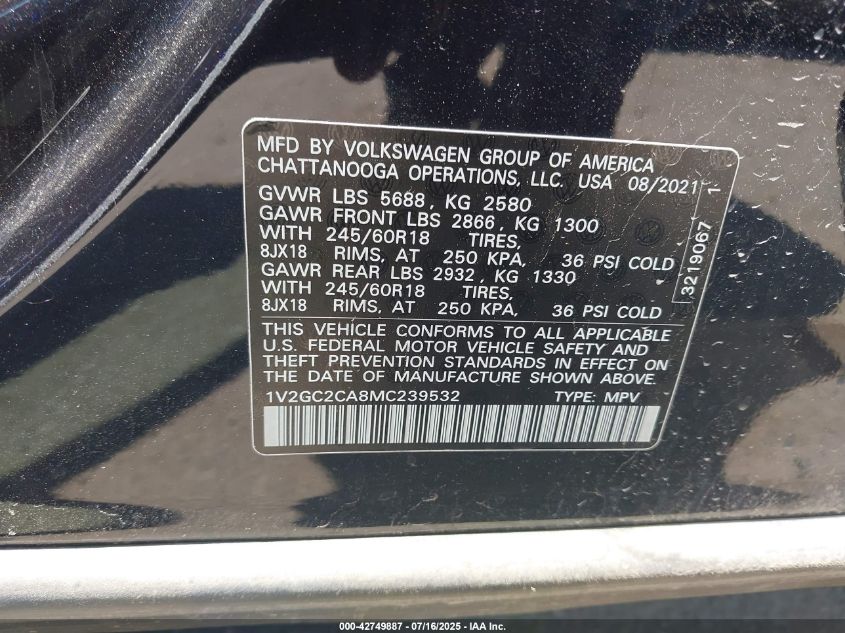 MFD BY VOLKSWAGEN GROUP OF AMERICA
CHATTANOOGA OPERATIONS, LLC. USA 08/2021 1
GVWR LBS 5688, KG 2580
GAWR FRONT LBS 2866, KG 1300
WITH 245/60R18 TIRES,
8JX18 RIMS, AT 250 KPA, 36 PSI COLD
GAWR REAR LBS 2932, KG 1330
WITH 245/60R18 TIRES,
8JX18 RIMS, AT 250 KPA, 36 PSI COLD
3219067
THIS VEHICLE CONFORMS TO ALL APPLICABLE
U.S. FEDERAL MOTOR VEHICLE SAFETY AND
THEFT PREVENTION STANDARDS IN EFFECT ON
THE DATE OF MANUFACTURE SHOWN ABOVE.
1V2GC2CA8MC239532 TYPE: MPV
000-42749887 - 07/16/2025 - IAA Inc.